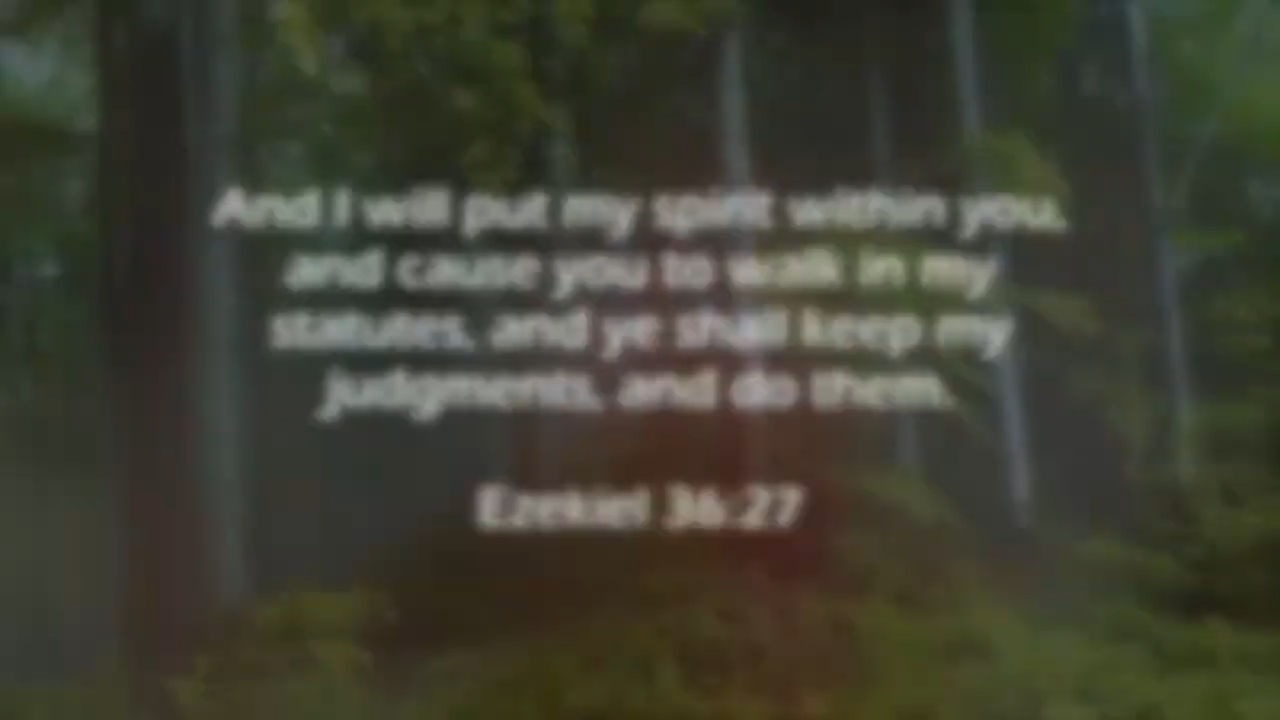 And I will put my spirit within you,
and cause you to walk in my
statutes, and ye shall keep my
judgments, and do them.
Ezekiel 36:27